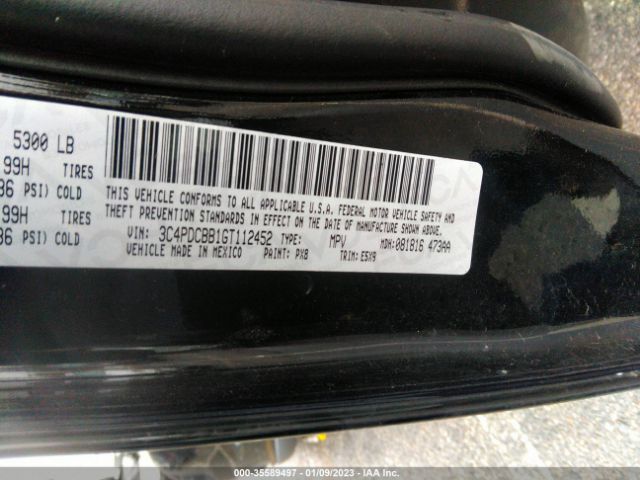 5300 LB
99H TIRES
36 PSI) COLD
99H TIRES
36 PSI) COLD
THIS VEHICLE CONFORMS TO ALL APPLICABLE U.S.A. FEDERAL MOTOR VEHICLE SAFETY AND
THEFT PREVENTION STANDARDS IN EFFECT ON THE DATE OF MANUFACTURE SHOWN ABOVE.
VIN: 3C4PDCBB1GT112452 TYPE: MPV MDH: 081816 473AA
VEHICLE MADE IN MEXICO PAINT: PX8 TRIM: E5X9
000-35589497 - 01/09/2023 - IAA Inc.